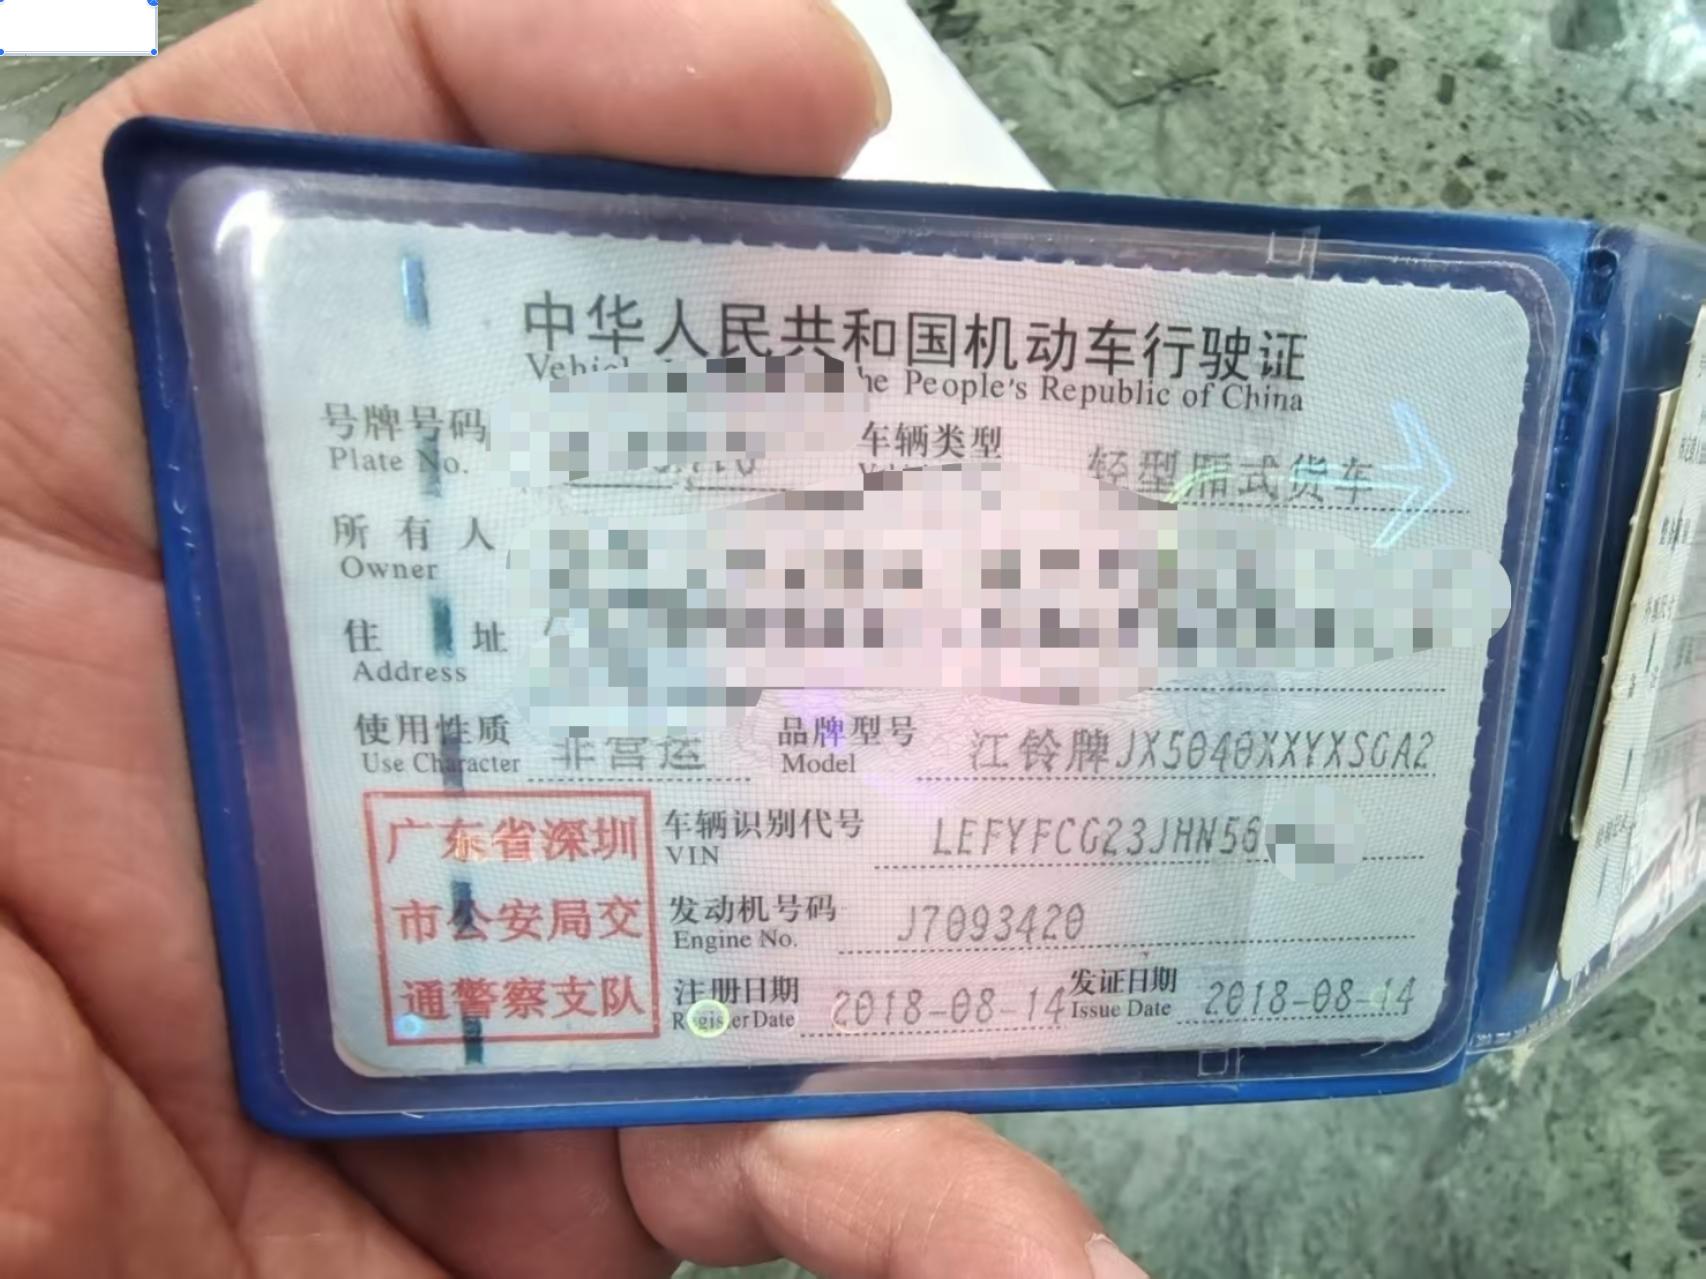 中华人民共和国机动车行驶证
he People's Republic of China
号牌号码
Plate No.
车辆类型
轻型厢式货车
所有人
Owner
住址
Address
使用性质
Use Character
非营运
品牌型号
Model
江铃牌JX5040XXYXSGA2
广东省深圳
市公安局交
通警察支队
车辆识别代号
VIN
LEFYFCG23JHN56
发动机号码
Engine No.
J7093420
注册日期
Register Date
2018-08-14
发证日期
Issue Date
2018-08-14